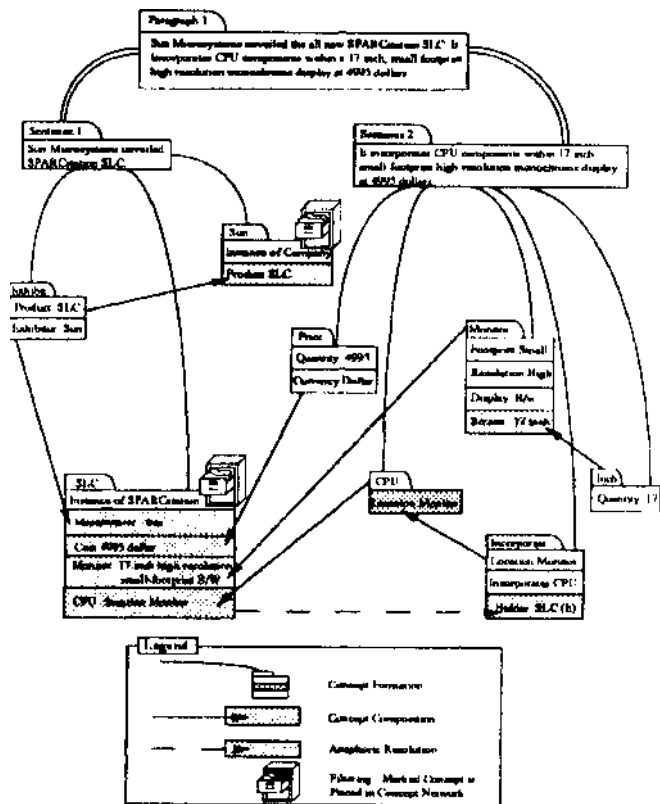 Paragraph 1
Sun Microsystems unveiled the all new SPARCstation SLC. It
incorporates CPU components within a 17 inch, small footprint
high resolution monochrome display at 4995 dollars
Sentence 1
Sun Microsystems unveiled
SPARCstation SLC
Sentence 2
It incorporates CPU components within 17 inch
small footprint high resolution monochrome display
at 4995 dollars
Sun
Instance of Company
Product SLC
Product SLC
Sun
Price
Quantity 4995
Currency Dollar
Monitor
Footprint Small
Resolution High
Display B/w
Screen 17 inch
Inch
Quantity 17
SLC
Instance of SPARCstation
Manufacturer Sun
Cost 4995 dollar
Monitor 17 inch high resolution
small-footprint B/W
CPU Monitor
CPU
Location Monitor
Incorporate
Location Monitor
Incorporates CPU
Holder SLC (h)
Legend
Concept Formation
Concept Composition
Anaphoric Resolution
Filtering Marked Concept is
Placed in Concept Network